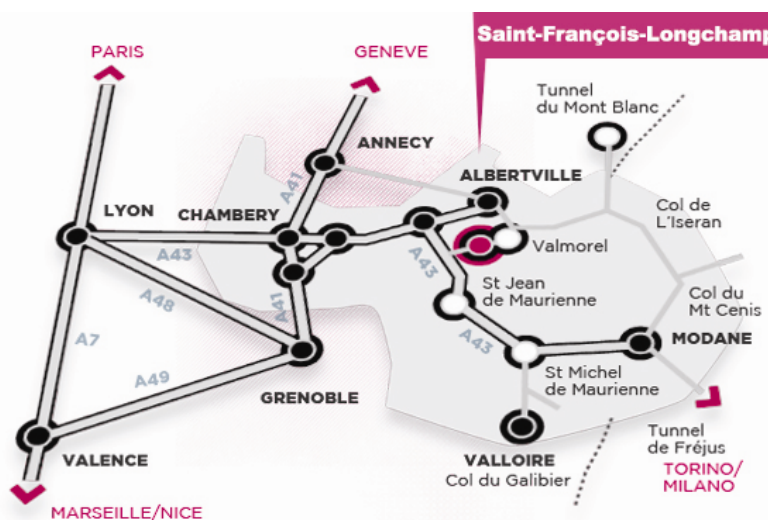 Saint-François-Longchamp
PARIS
GENEVE
Tunnel
du Mont Blanc
ANNECY
ALBERTVILLE
A41
LYON
CHAMBERY
Col de
L'Iseran
A43
Valmorel
A43
A48
St Jean
de Maurienne
A41
Col du
Mt Cenis
A7
A43
MODANE
A49
St Michel
de Maurienne
GRENOBLE
Tunnel
de Fréjus
VALENCE
VALLOIRE
Col du Galibier
TORINO/
MILANO
MARSEILLE/NICE